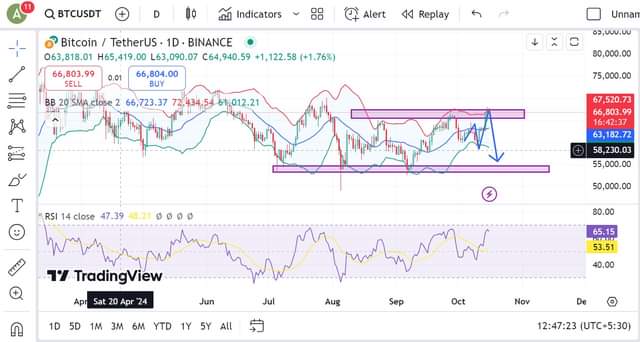 A 11 BTCUSDT D Indicators Alert Replay Unnan
Bitcoin / TetherUS · 1D · BINANCE
O63,818.01 H65,419.00 L63,090.07 C64,940.59 +1,122.58 (+1.76%)
66,803.99 SELL 0.01 66,804.00 BUY
BB 20 SMA close 2 66,723.37 72,434.54 61,012.21
85,000.00
80,000.00
75,000.00
67,520.73
66,803.99
16:42:37
63,182.72
58,230.03
55,000.00
50,000.00
RSI 14 close 47.39 48.21 Ø Ø Ø Ø
80.00
65.15
53.51
40.00
TradingView
Apr Sat 20 Apr '24 Jun Jul Aug Sep Oct Nov De
1D 5D 1M 3M 6M YTD 1Y 5Y All 12:47:23 (UTC+5:30)